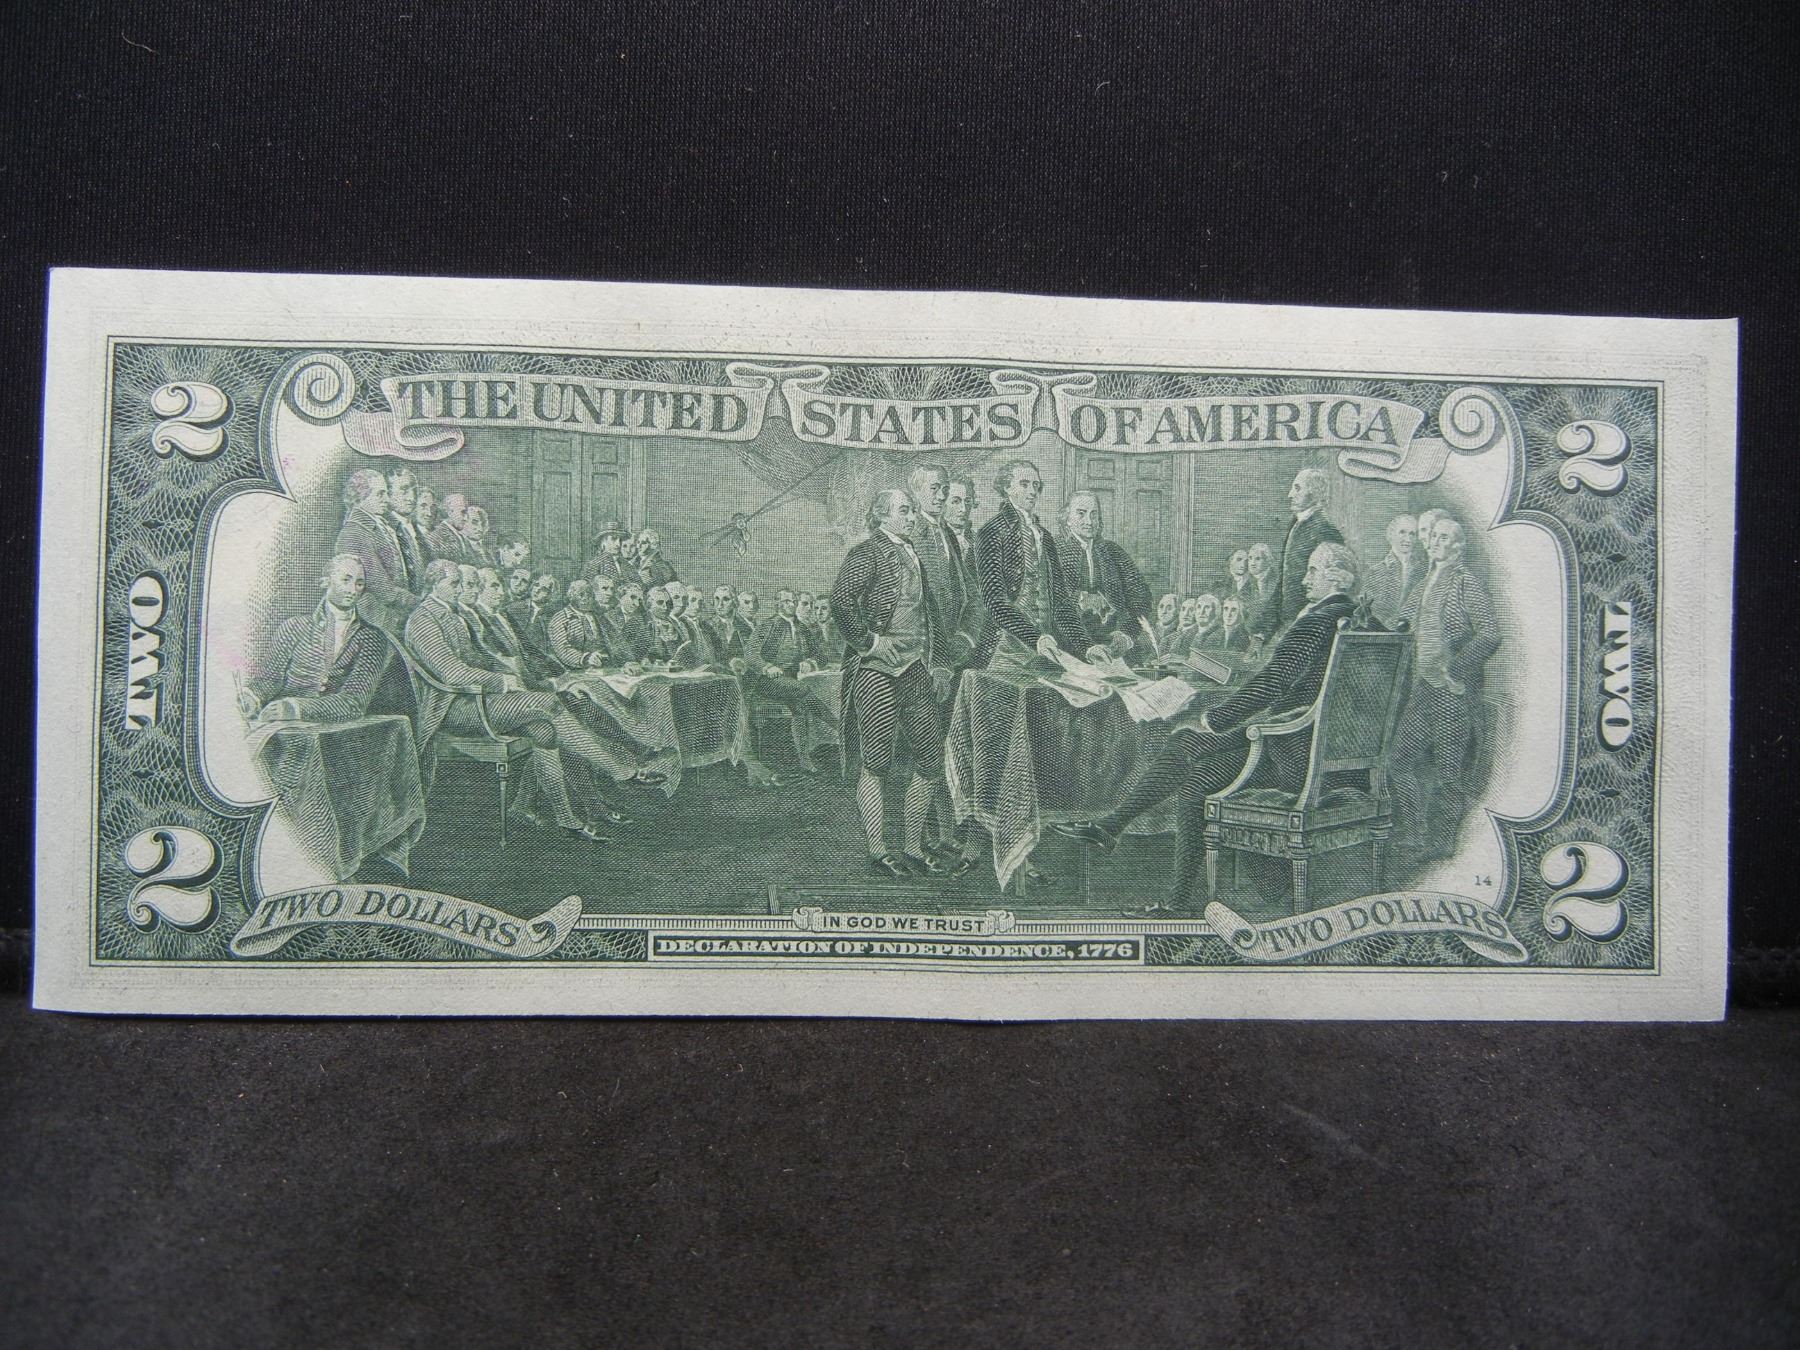 THE UNITED STATES OF AMERICA
2 2
TWO TWO
14
2 2
TWO DOLLARS TWO DOLLARS
IN GOD WE TRUST
DECLARATION OF INDEPENDENCE, 1776